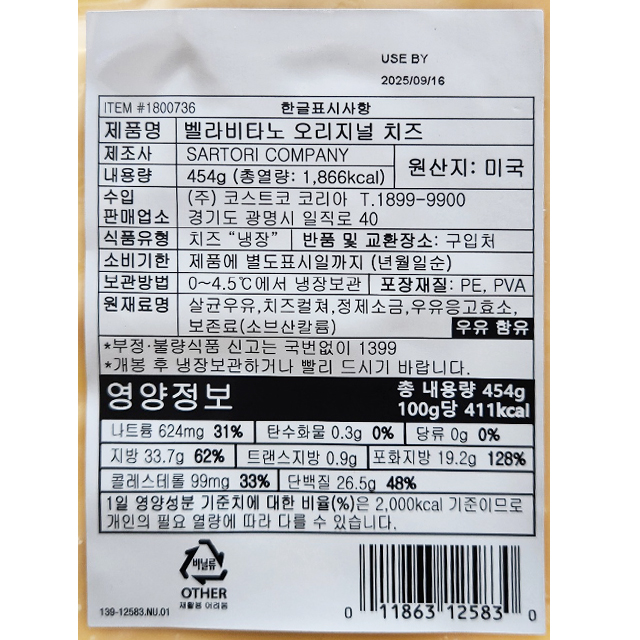 USE BY
2025/09/16
ITEM #1800736 한글표시사항
제품명 벨라비타노 오리지널 치즈
제조사 SARTORI COMPANY
원산지: 미국
내용량 454g (총열량: 1,866kcal)
수입 (주) 코스트코 코리아 T.1899-9900
판매업소 경기도 광명시 일직로 40
식품유형 치즈 “냉장” 반품 및 교환장소: 구입처
소비기한 제품에 별도표시일까지 (년월일순)
보관방법 0~4.5℃에서 냉장보관 포장재질: PE, PVA
원재료명 살균우유,치즈컬쳐,정제소금,우유응고효소,
보존료(소브산칼륨) 우유 함유
*부정·불량식품 신고는 국번없이 1399
*개봉 후 냉장보관하거나 빨리 드시기 바랍니다.
영양정보 총 내용량 454g
100g당 411kcal
나트륨 624mg 31% 탄수화물 0.3g 0% 당류 0g 0%
지방 33.7g 62% 트랜스지방 0.9g 포화지방 19.2g 128%
콜레스테롤 99mg 33% 단백질 26.5g 48%
1일 영양성분 기준치에 대한 비율(%)은 2,000kcal 기준이므로
개인의 필요 열량에 따라 다를 수 있습니다.
바닐류
OTHER
재활용 어려움
139-12583.NU.01
0 11863 12583 0